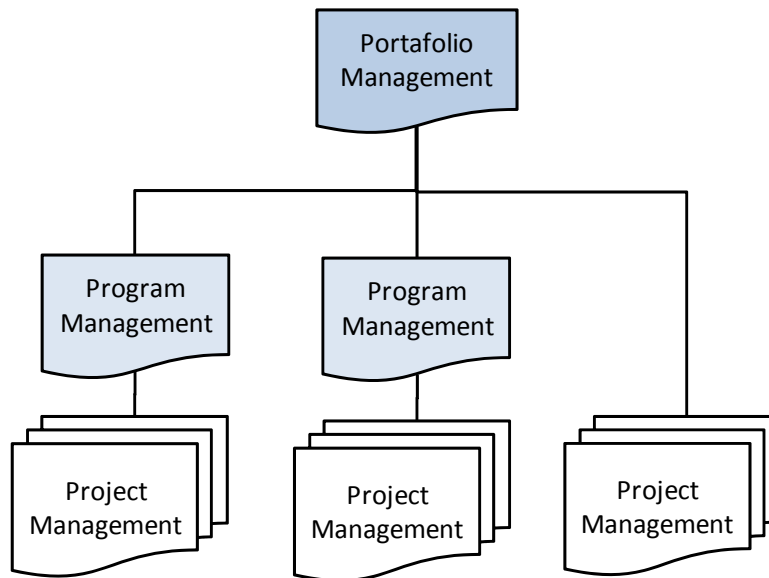 Portafolio
Management
Program
Management
Program
Management
Project
Management
Project
Management
Project
Management